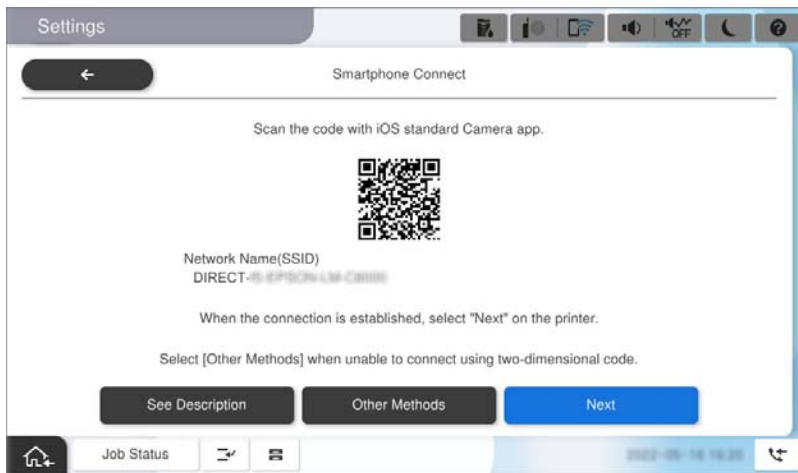 Settings
OFF
Smartphone Connect
Scan the code with iOS standard Camera app.
Network Name(SSID)
DIRECT-
When the connection is established, select "Next" on the printer.
Select [Other Methods] when unable to connect using two-dimensional code.
See Description
Other Methods
Next
Job Status